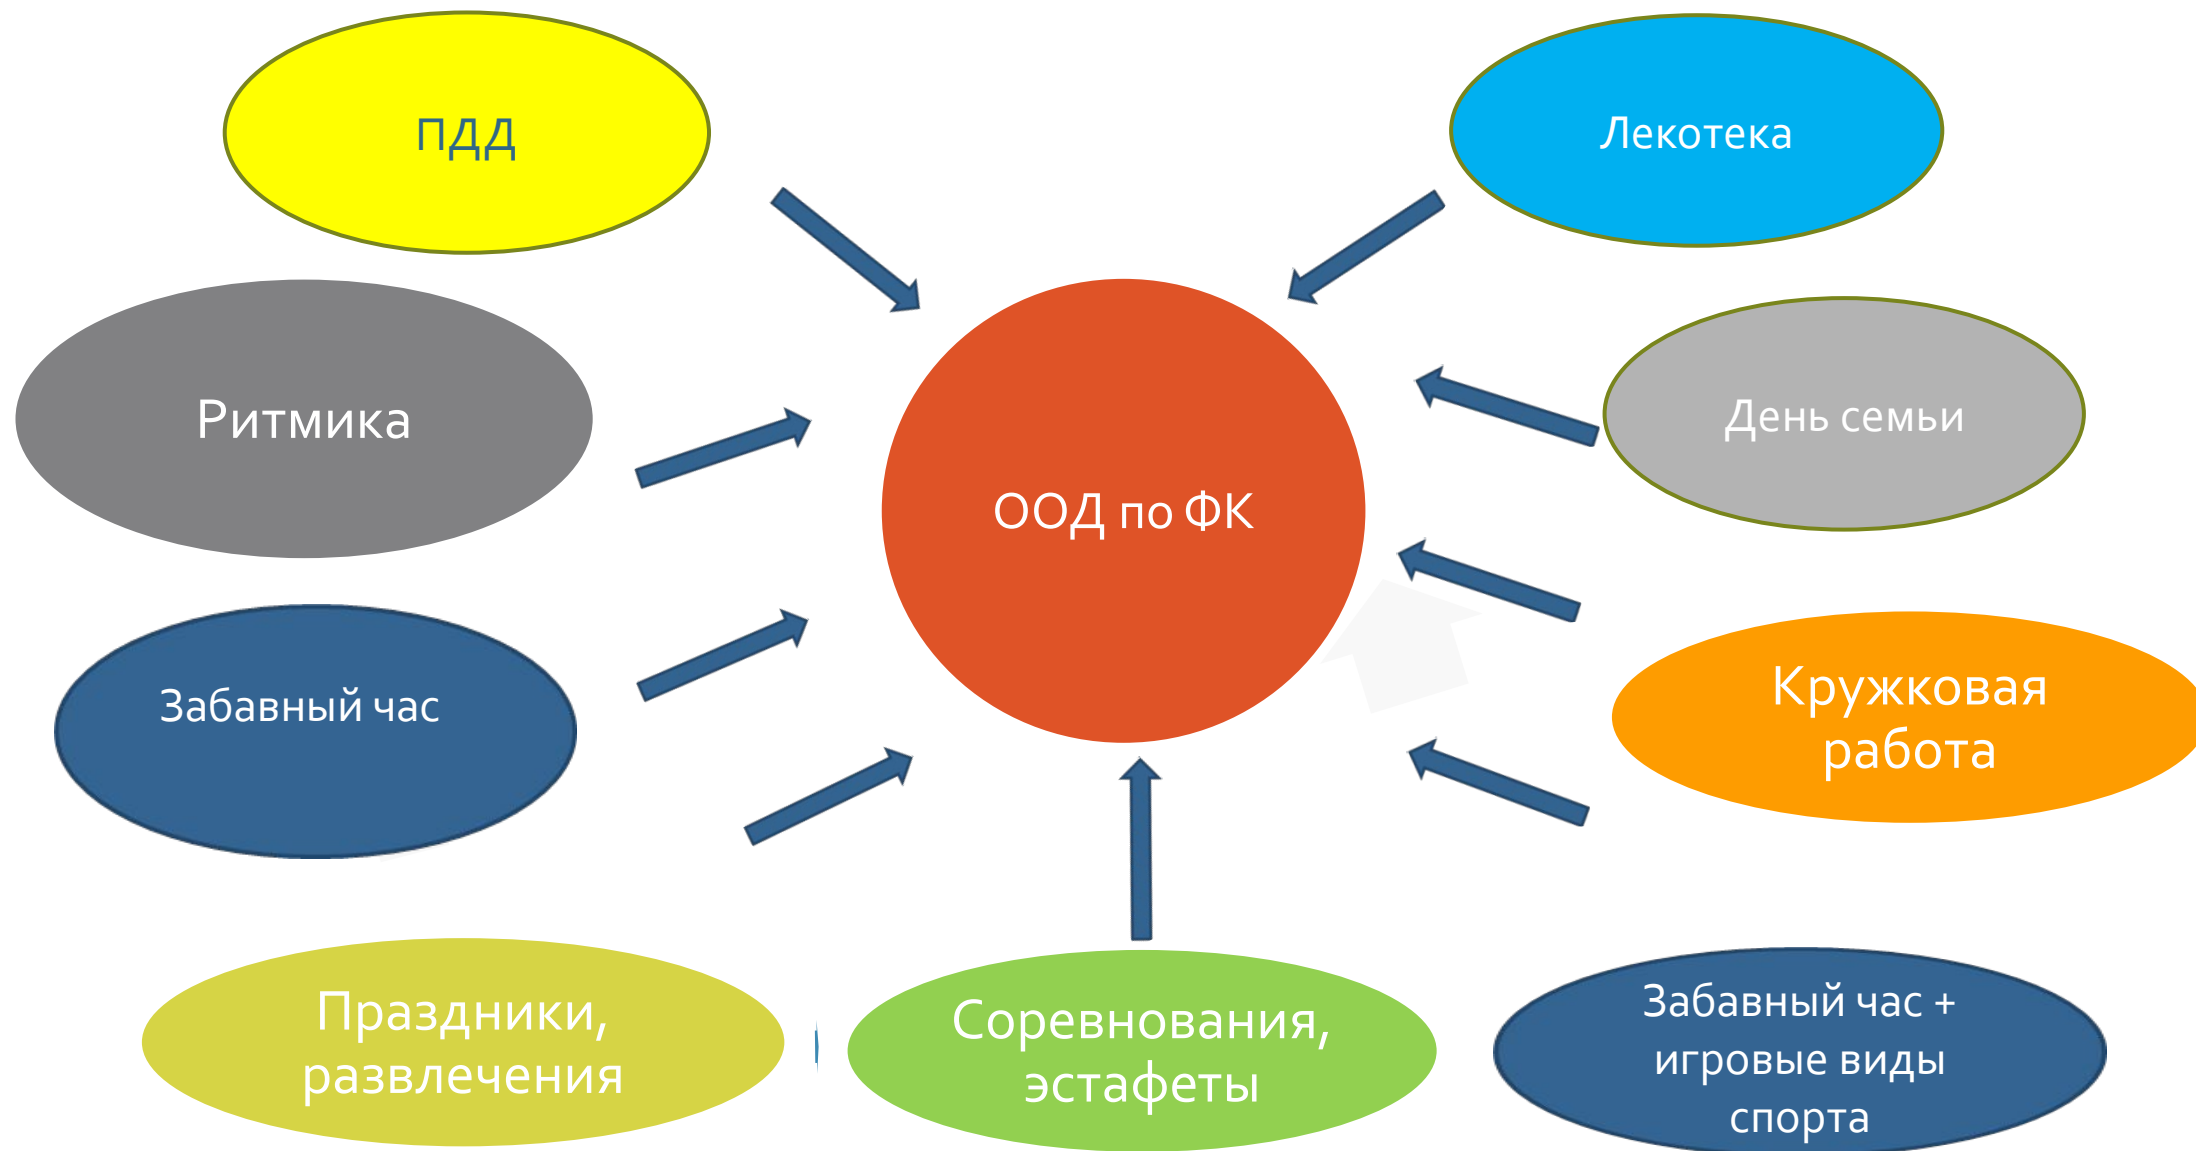 ПДД
Лекотека
Ритмика
День семьи
ООД по ФК
Забавный час
Кружковая
работа
Праздники,
развлечения
Соревнования,
эстафеты
Забавный час +
игровые виды
спорта